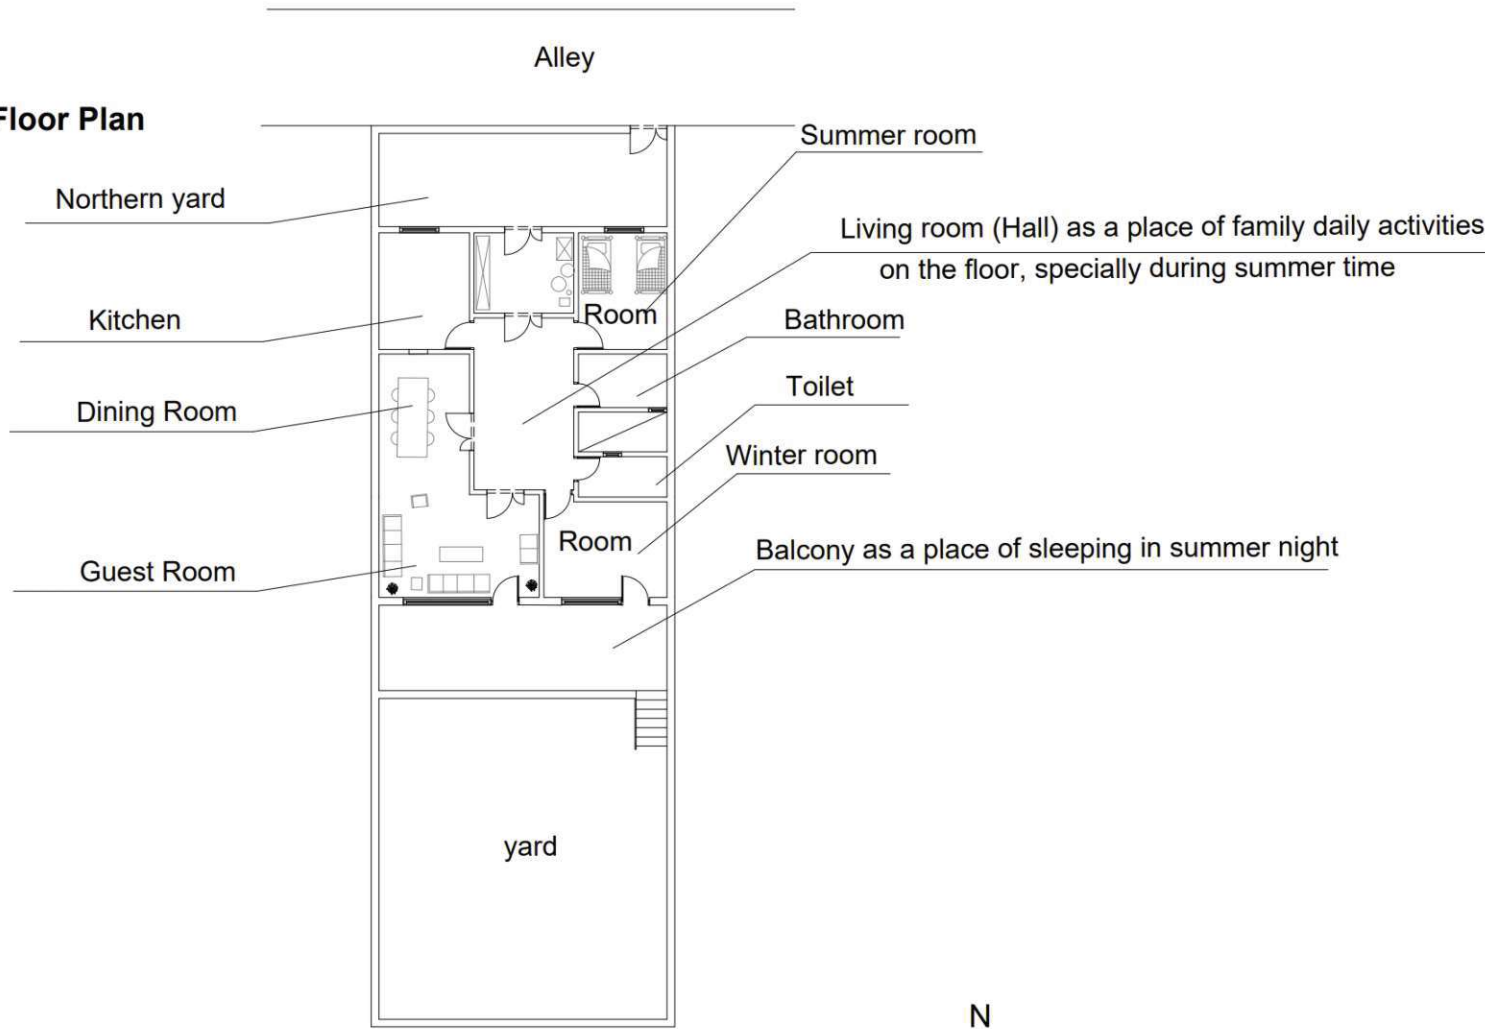 Alley
Floor Plan
Summer room
Northern yard
Living room (Hall) as a place of family daily activities
on the floor, specially during summer time
Room
Kitchen
Bathroom
Toilet
Dining Room
Winter room
Room
Balcony as a place of sleeping in summer night
Guest Room
yard
N